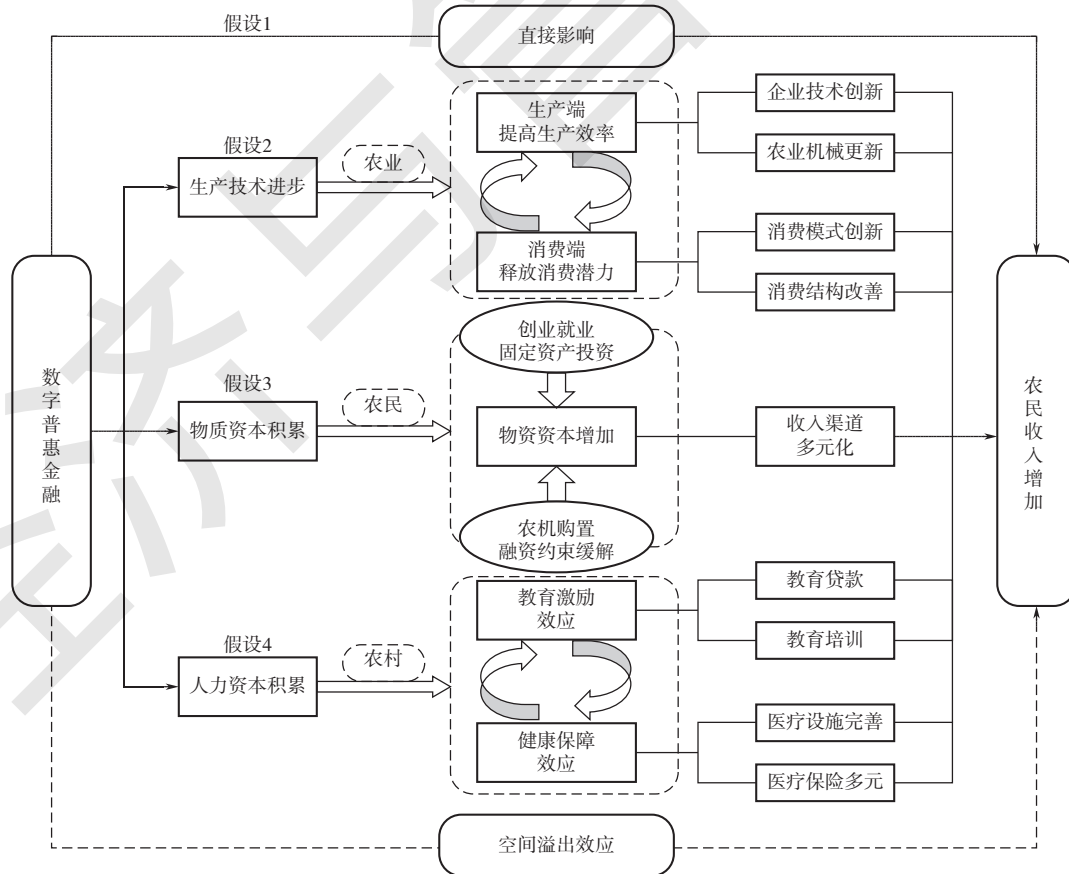 假设1
直接影响
企业技术创新
生产端
提高生产效率
农业机械更新
假设2
农业
生产技术进步
消费模式创新
消费端
释放消费潜力
消费结构改善
创业就业
固定资产投资
数字普惠金融
假设3
农民
物质资本积累
物资资本增加
收入渠道
多元化
农民收入增加
农机购置
融资约束缓解
教育贷款
教育激励
效应
教育培训
假设4
农村
人力资本积累
医疗设施完善
健康保障
效应
医疗保险多元
空间溢出效应